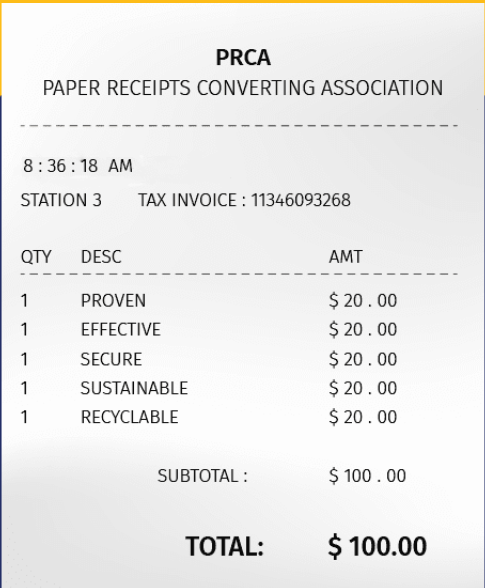 PRCA
PAPER RECEIPTS CONVERTING ASSOCIATION
8 : 36 : 18 AM
STATION 3 TAX INVOICE : 11346093268
QTY DESC AMT
1 PROVEN $ 20 . 00
1 EFFECTIVE $ 20 . 00
1 SECURE $ 20 . 00
1 SUSTAINABLE $ 20 . 00
1 RECYCLABLE $ 20 . 00
SUBTOTAL : $ 100 . 00
TOTAL: $ 100.00